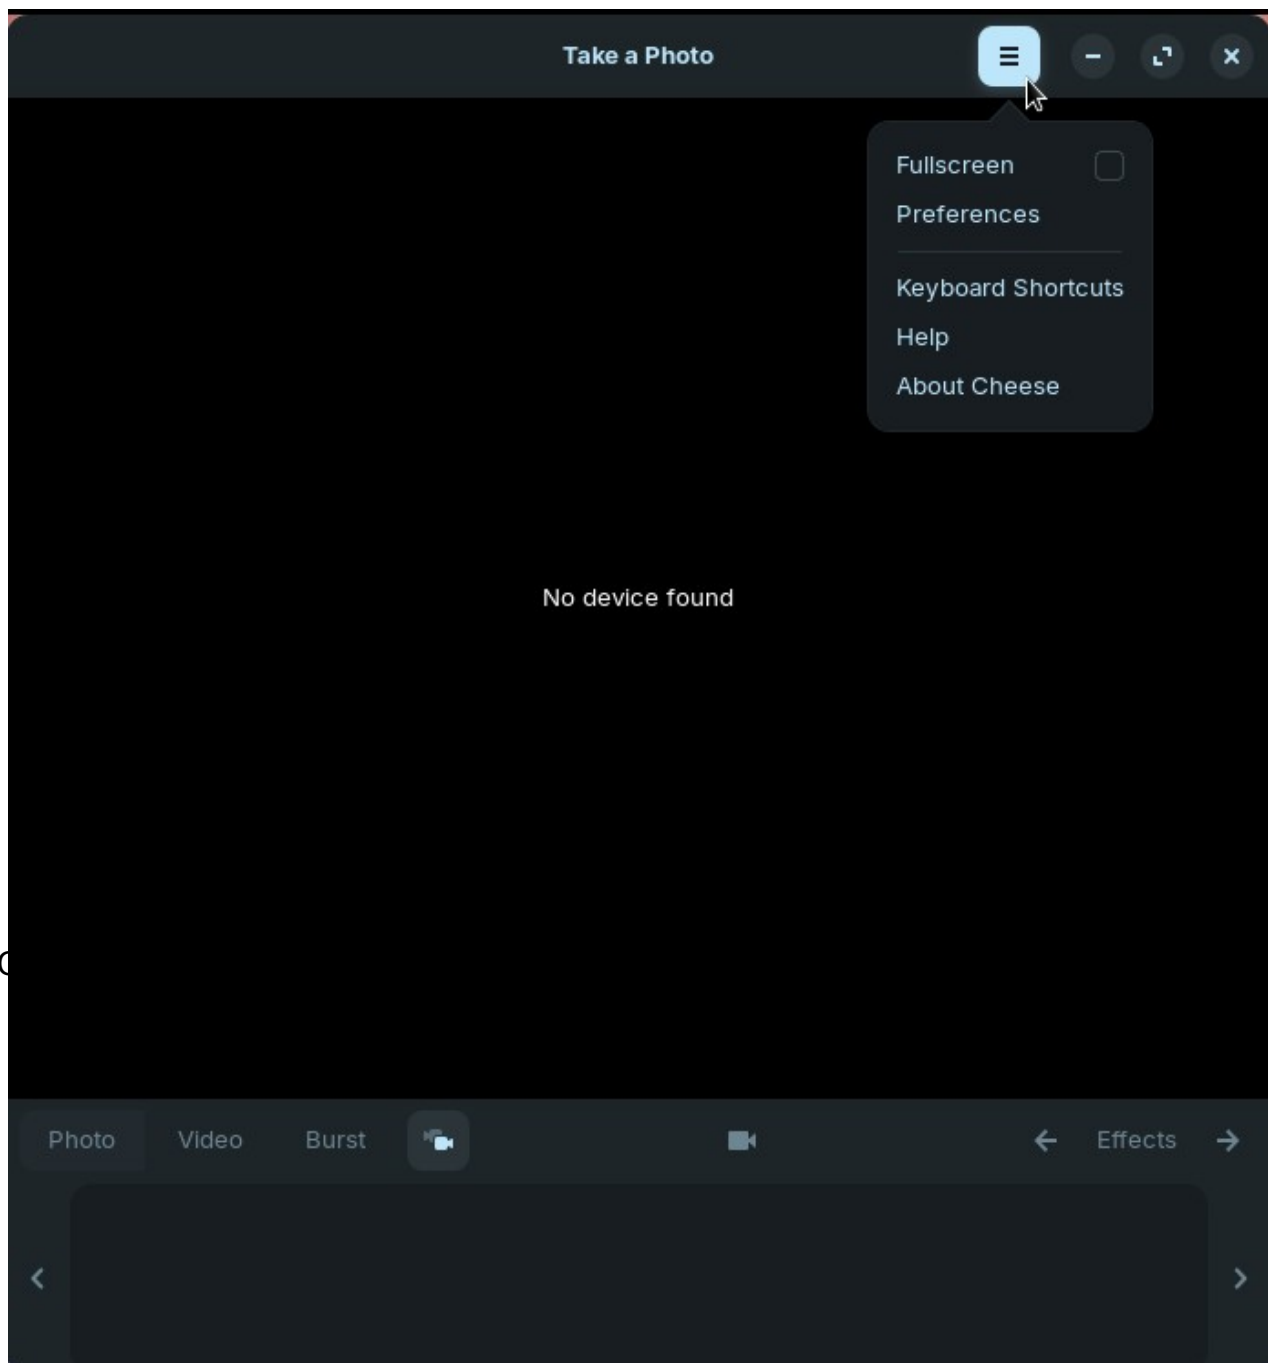 Take a Photo
Fullscreen
Preferences
Keyboard Shortcuts
Help
About Cheese
No device found
Photo Video Burst Effects